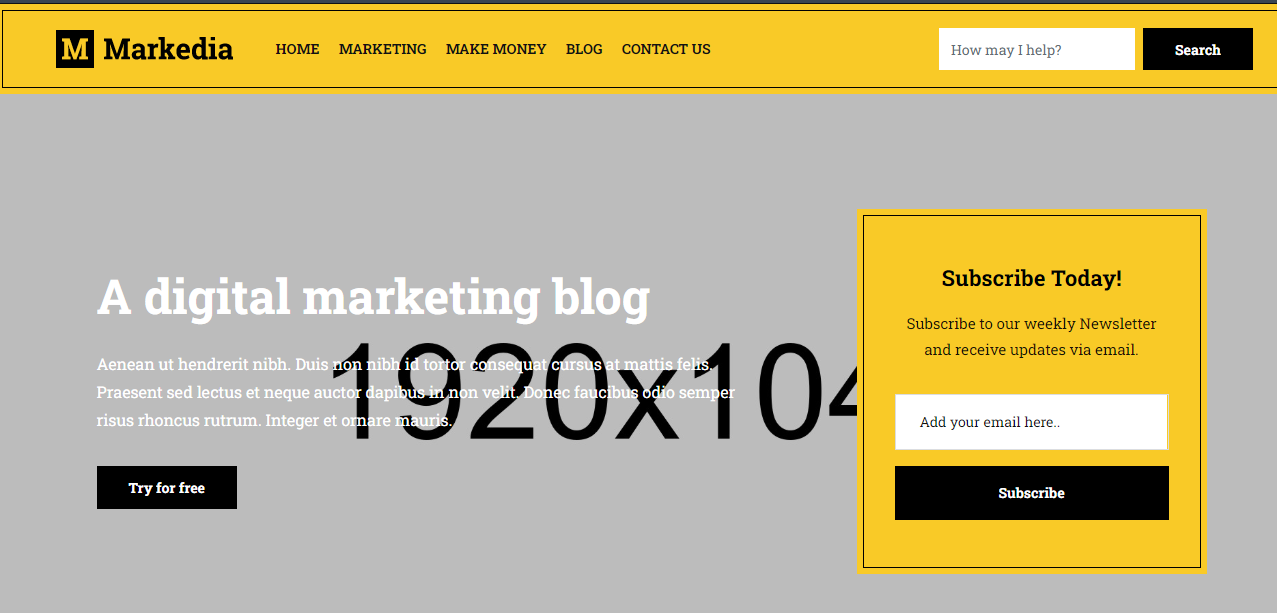 M Markedia
HOME MARKETING MAKE MONEY BLOG CONTACT US
How may I help?
Search
A digital marketing blog
Aenean ut hendrerit nibh. Duis non nibh id tortor consequat cursus at mattis felis.
Praesent sed lectus et neque auctor dapibus in non velit. Donec faucibus odio semper
risus rhoncus rutrum. Integer et ornare mauris.
1920x104
Try for free
Subscribe Today!
Subscribe to our weekly Newsletter
and receive updates via email.
Add your email here..
Subscribe